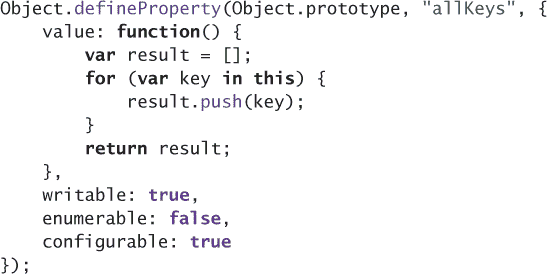 Object.defineProperty(Object.prototype, "allKeys", {
    value: function() {
        var result = [];
        for (var key in this) {
            result.push(key);
        }
        return result;
    },
    writable: true,
    enumerable: false,
    configurable: true
});